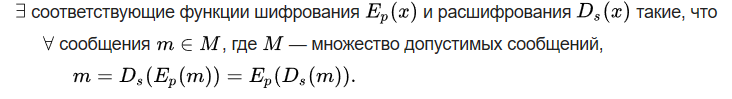 ∃ соответствующие функции шифрования E_p(x) и расшифрования D_s(x) такие, что
∀ сообщения m ∈ M, где M — множество допустимых сообщений,
m = D_s(E_p(m)) = E_p(D_s(m)).